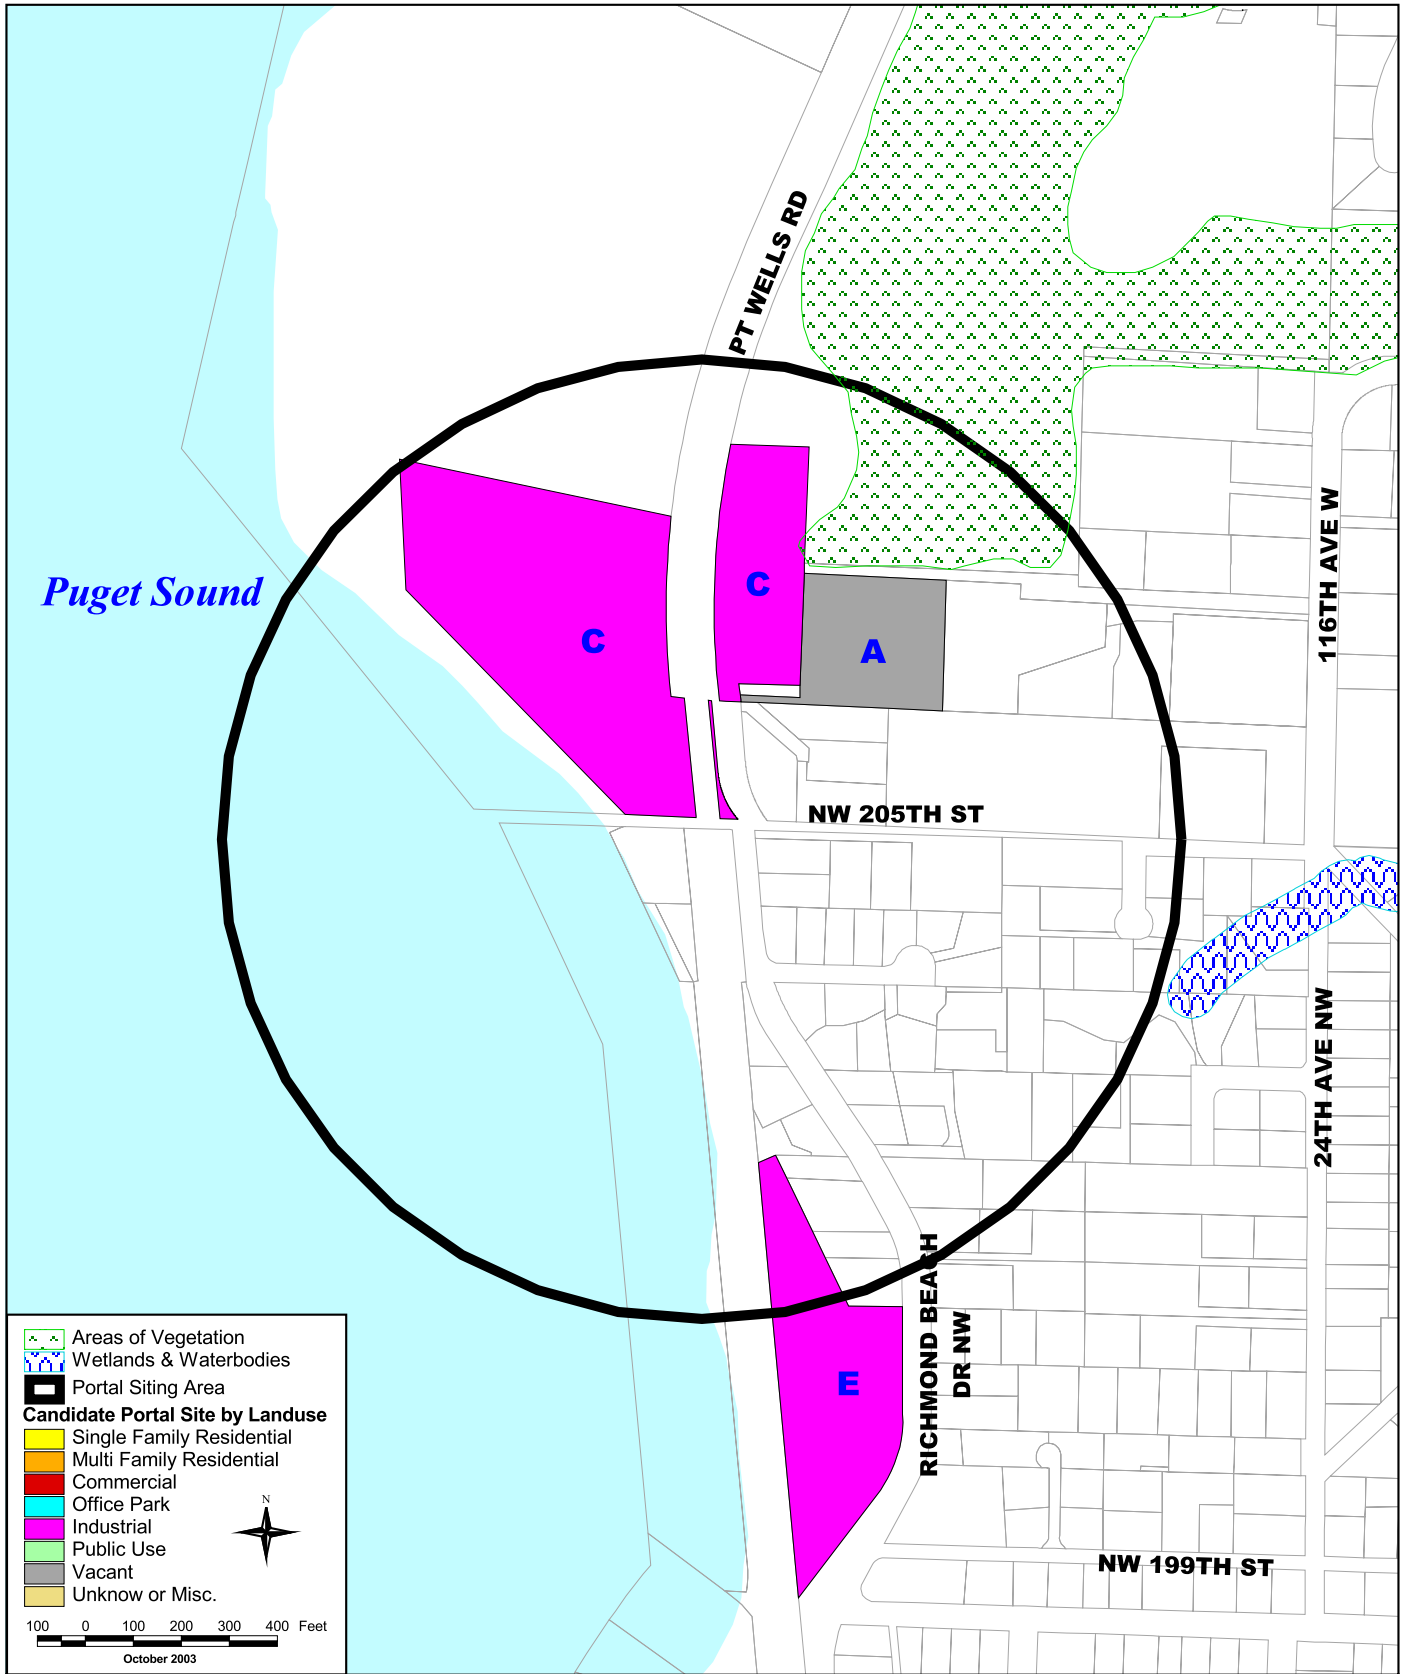 PT WELLS RD
Puget Sound
116TH AVE W
C
C
A
NW 205TH ST
24TH AVE NW
RICHMOND BEACH
DR NW
E
NW 199TH ST
Areas of Vegetation
Wetlands & Waterbodies
Portal Siting Area
Candidate Portal Site by Landuse
Single Family Residential
Multi Family Residential
Commercial
Office Park
Industrial
Public Use
Vacant
Unknow or Misc.
N
100 0 100 200 300 400 Feet
October 2003